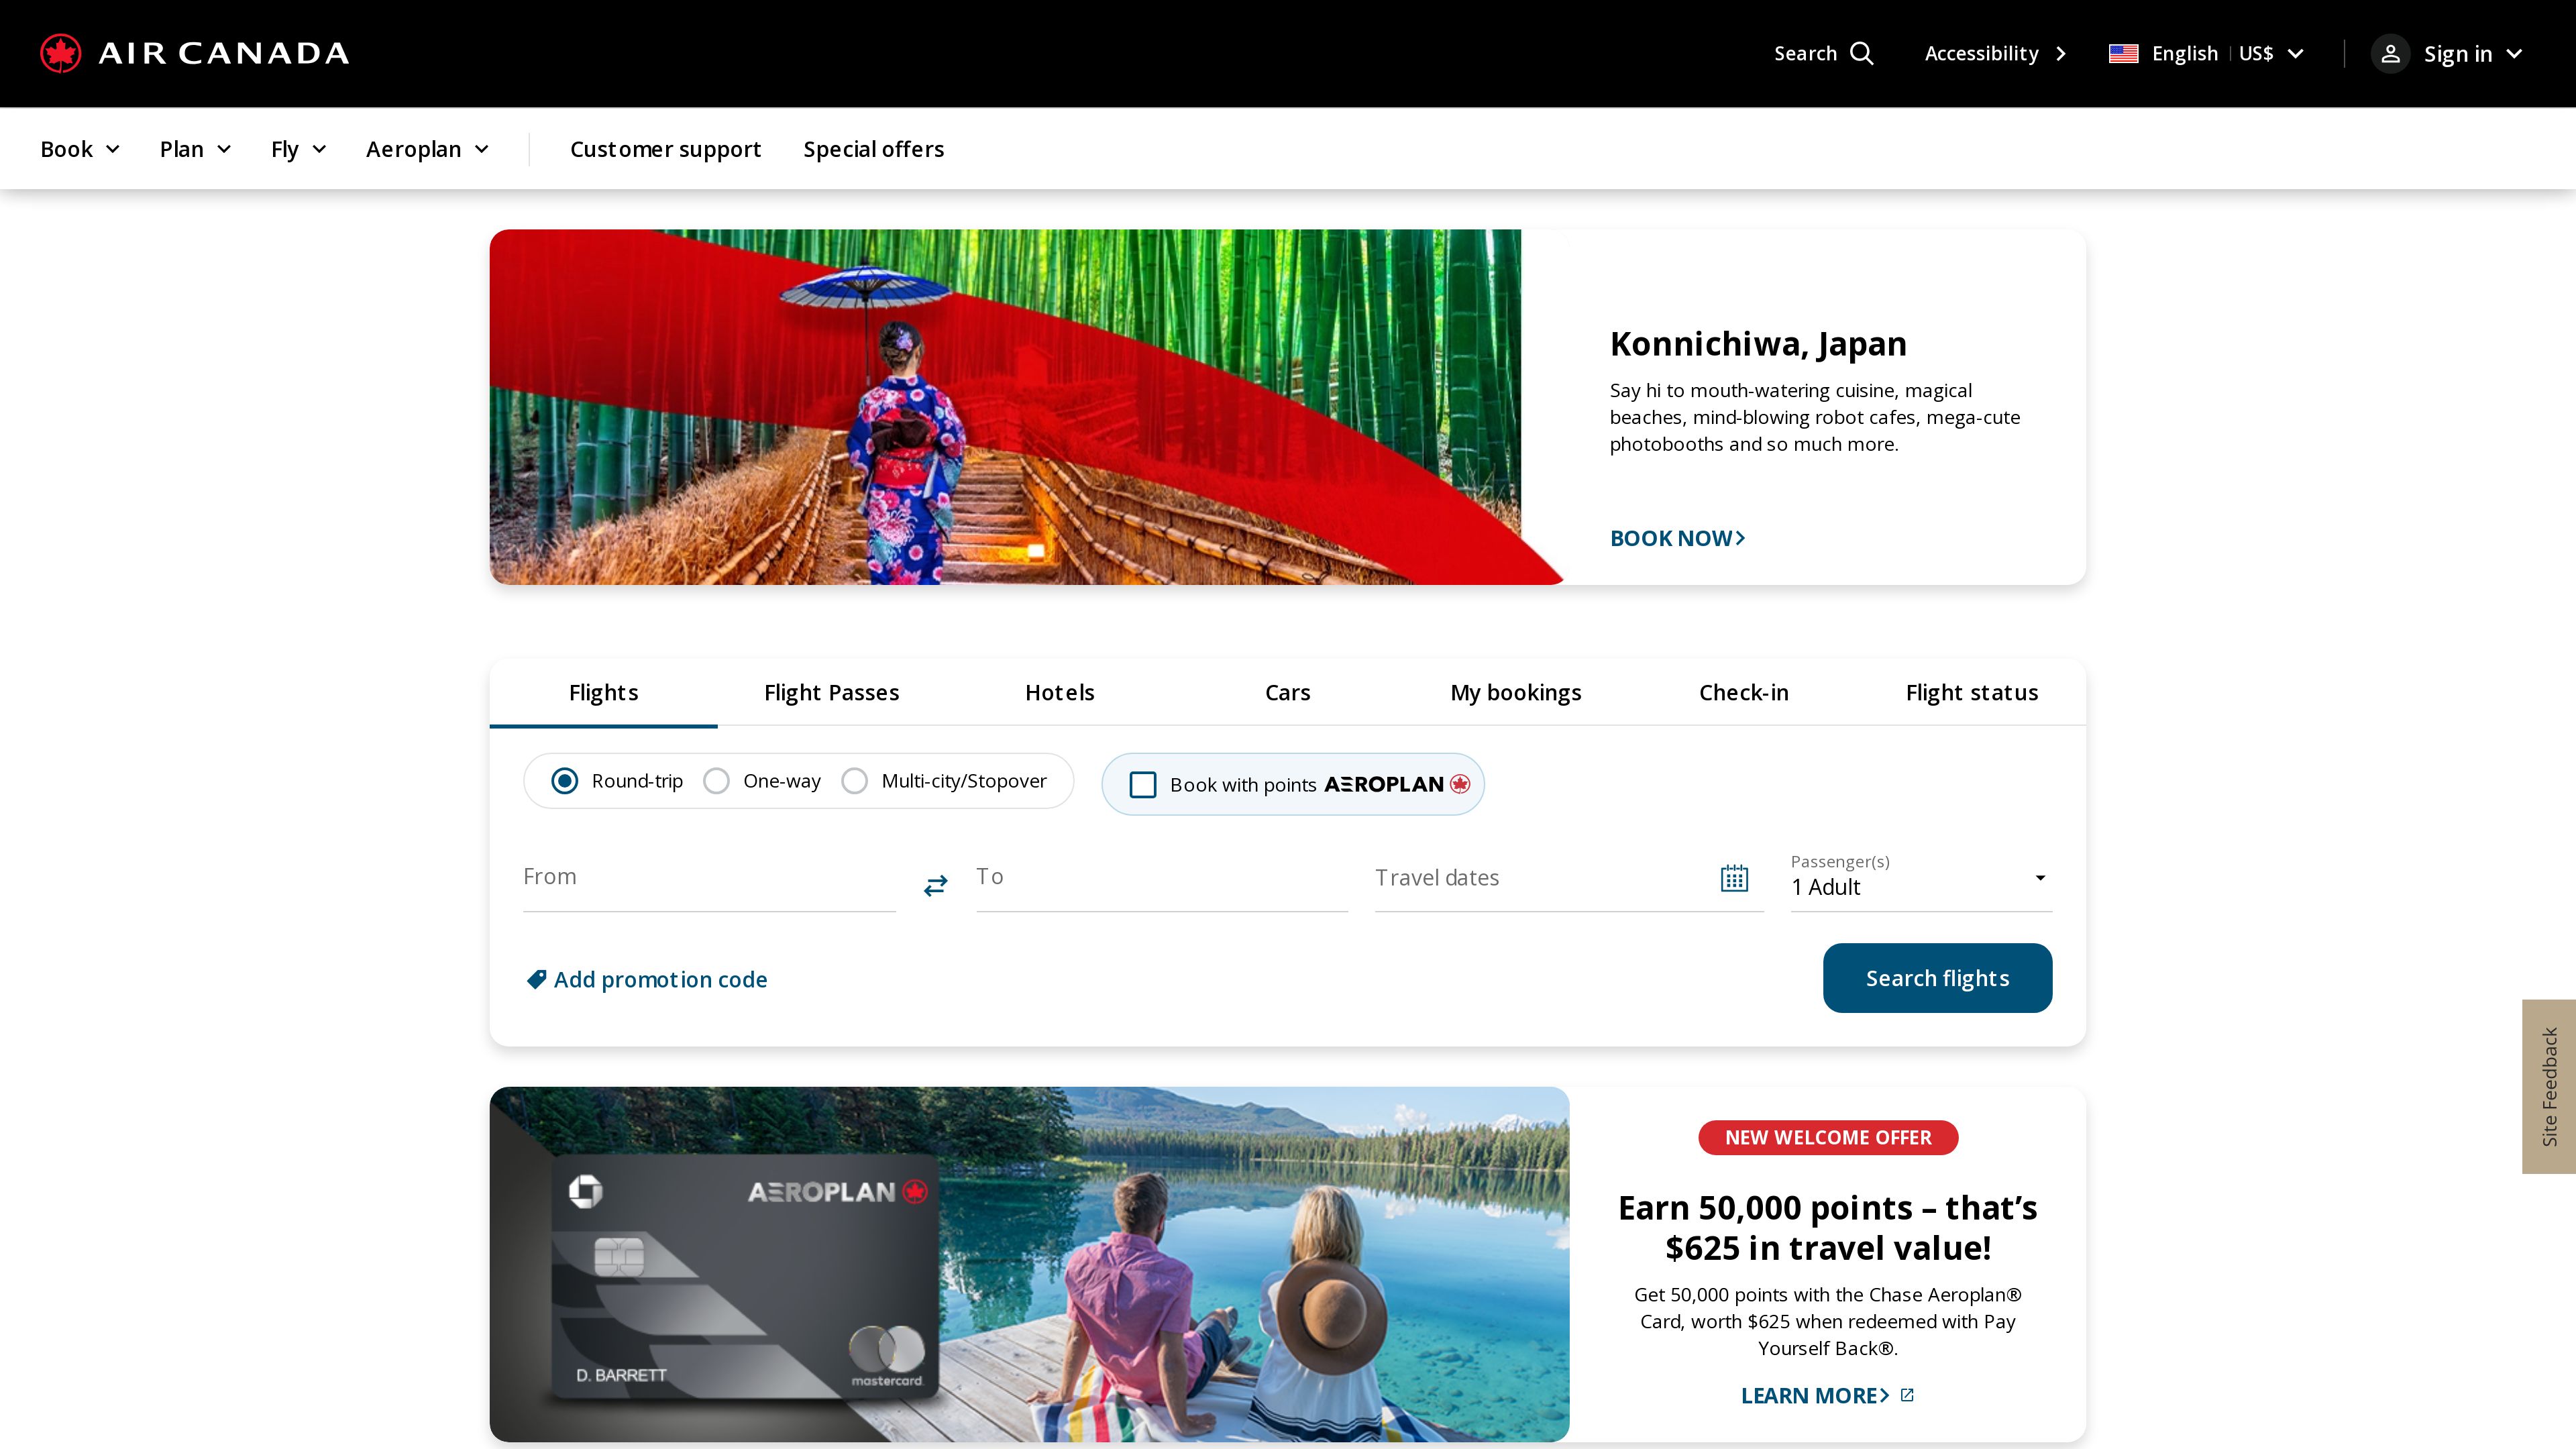 AIR CANADA
Search
Accessibility
English
US$
Sign in
Book
Plan
Fly
Aeroplan
Customer support
Special offers
Konnichiwa, Japan
Say hi to mouth-watering cuisine, magical
beaches, mind-blowing robot cafes, mega-cute
photobooths and so much more.
BOOK NOW
Flights
Flight Passes
Hotels
Cars
My bookings
Check-in
Flight status
Round-trip
One-way
Multi-city/Stopover
Book with points AEROPLAN
From
To
Travel dates
Passenger(s)
1 Adult
Add promotion code
Search flights
Site Feedback
AEROPLAN
D. BARRETT
mastercard
NEW WELCOME OFFER
Earn 50,000 points – that’s
$625 in travel value!
Get 50,000 points with the Chase Aeroplan®
Card, worth $625 when redeemed with Pay
Yourself Back®.
LEARN MORE